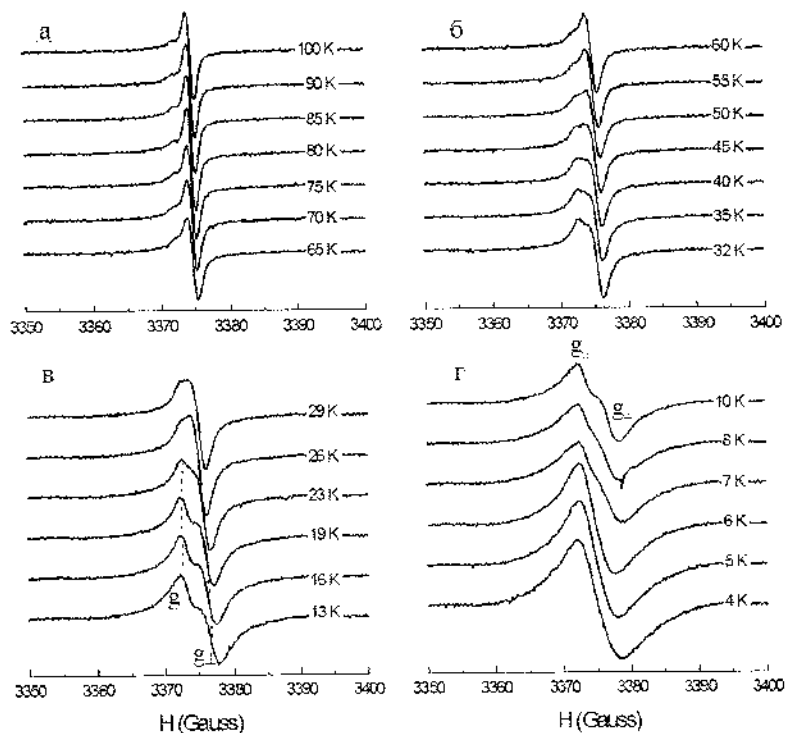 а
100 K
90 K
85 K
80 K
75 K
70 K
65 K
3350 3360 3370 3380 3390 3400
б
60 K
55 K
50 K
45 K
40 K
35 K
32 K
3350 3360 3370 3380 3390 3400
в
29 K
26 K
23 K
19 K
16 K
13 K
g
g
3350 3360 3370 3380 3390 3400
H (Gauss)
г
g
g
10 K
8 K
7 K
6 K
5 K
4 K
3350 3360 3370 3380 3390 3400
H (Gauss)